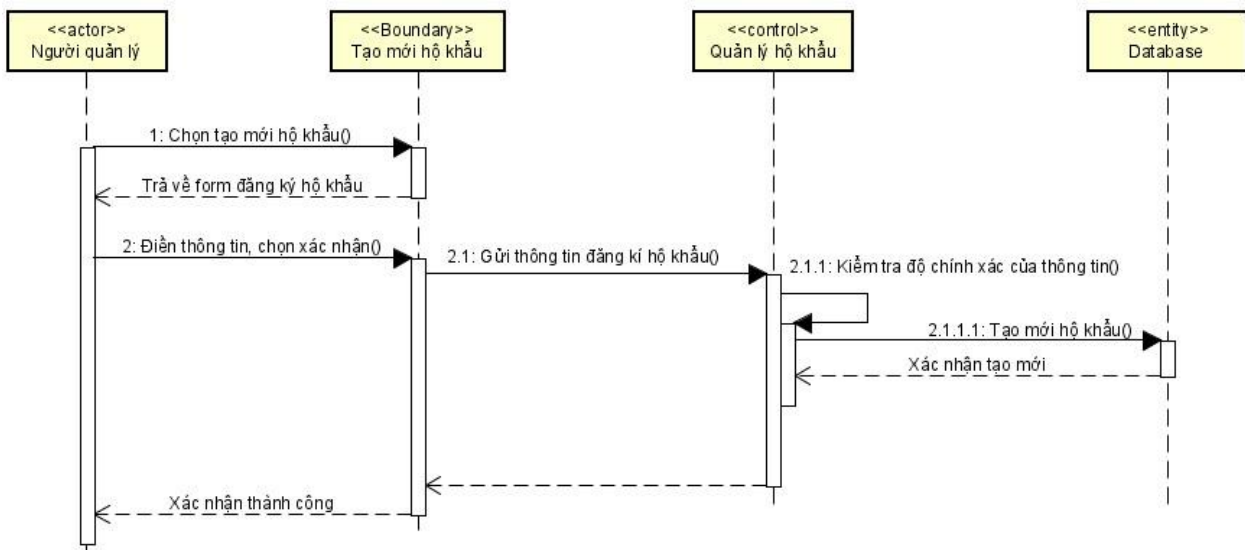 <<actor>>
Người quản lý
<<Boundary>>
Tạo mới hộ khẩu
<<control>>
Quản lý hộ khẩu
<<entity>>
Database
1: Chọn tạo mới hộ khẩu()
Trả về form đăng ký hộ khẩu
2: Điền thông tin, chọn xác nhận()
2.1: Gửi thông tin đăng kí hộ khẩu()
2.1.1: Kiểm tra độ chính xác của thông tin()
2.1.1.1: Tạo mới hộ khẩu()
Xác nhận tạo mới
Xác nhận thành công